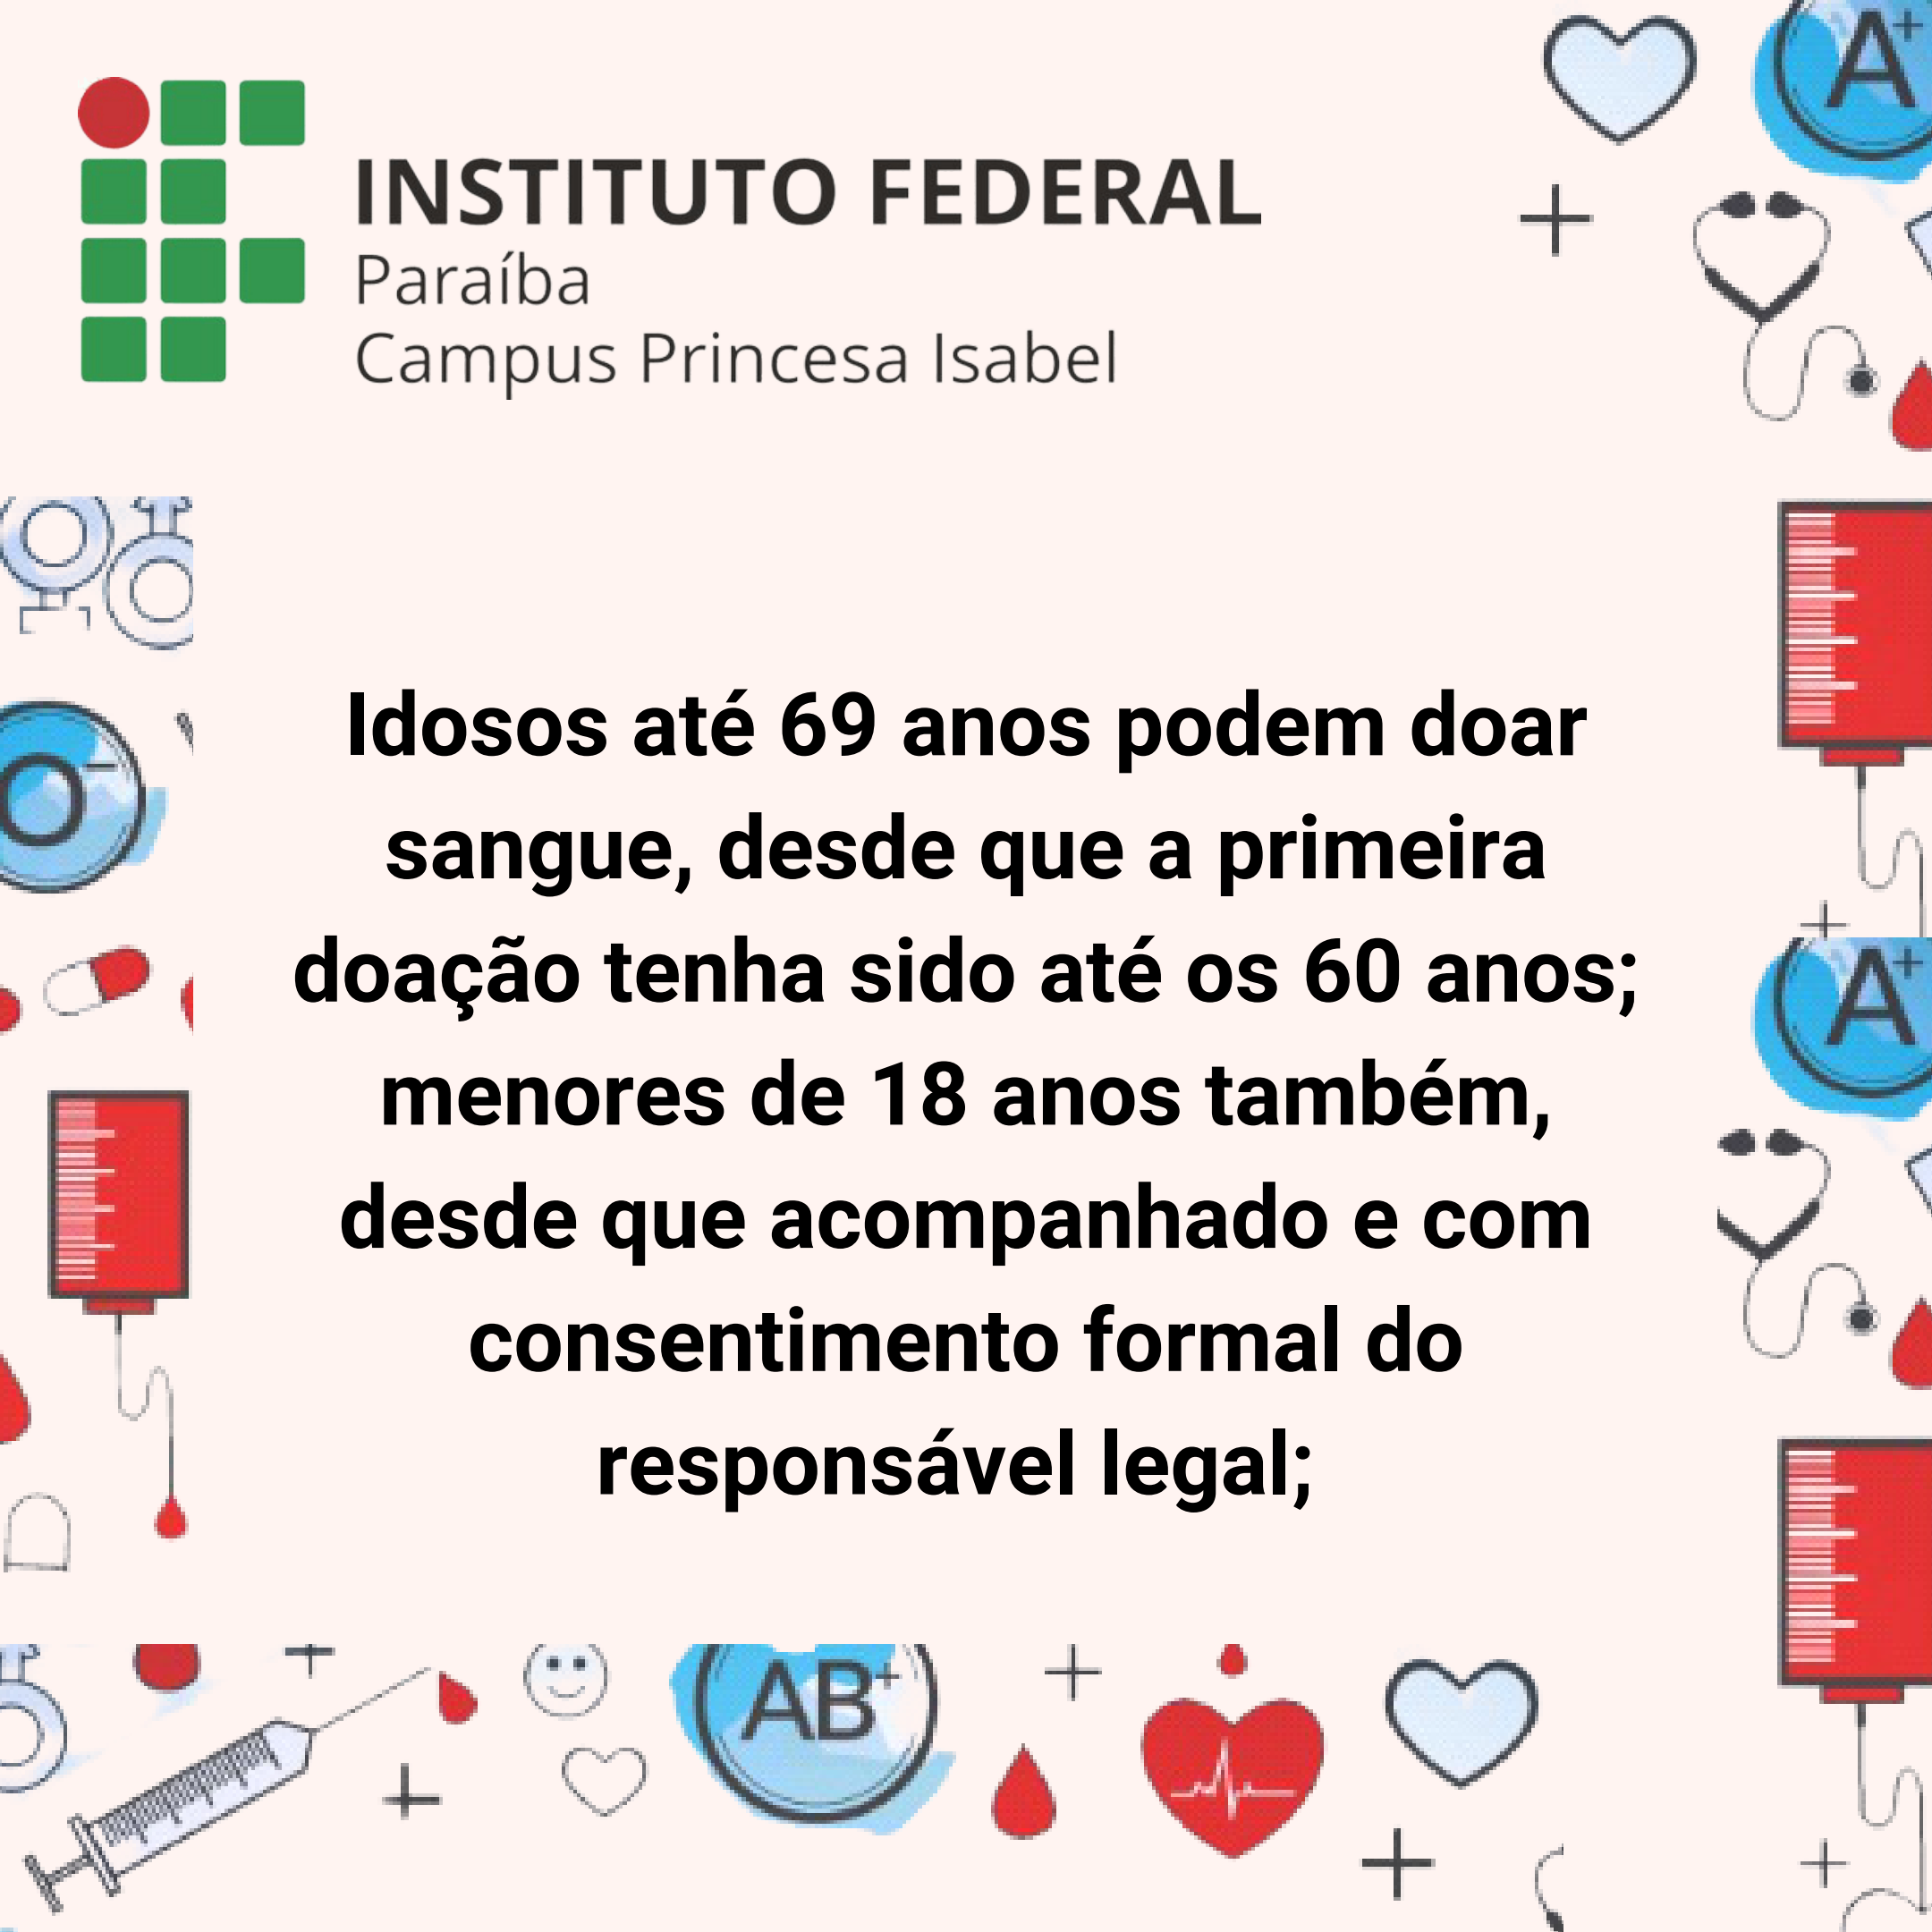 A+
INSTITUTO FEDERAL
Paraíba
Campus Princesa Isabel
Idosos até 69 anos podem doar
sangue, desde que a primeira
doação tenha sido até os 60 anos;
menores de 18 anos também,
desde que acompanhado e com
consentimento formal do
responsável legal;
O-
A+
AB+